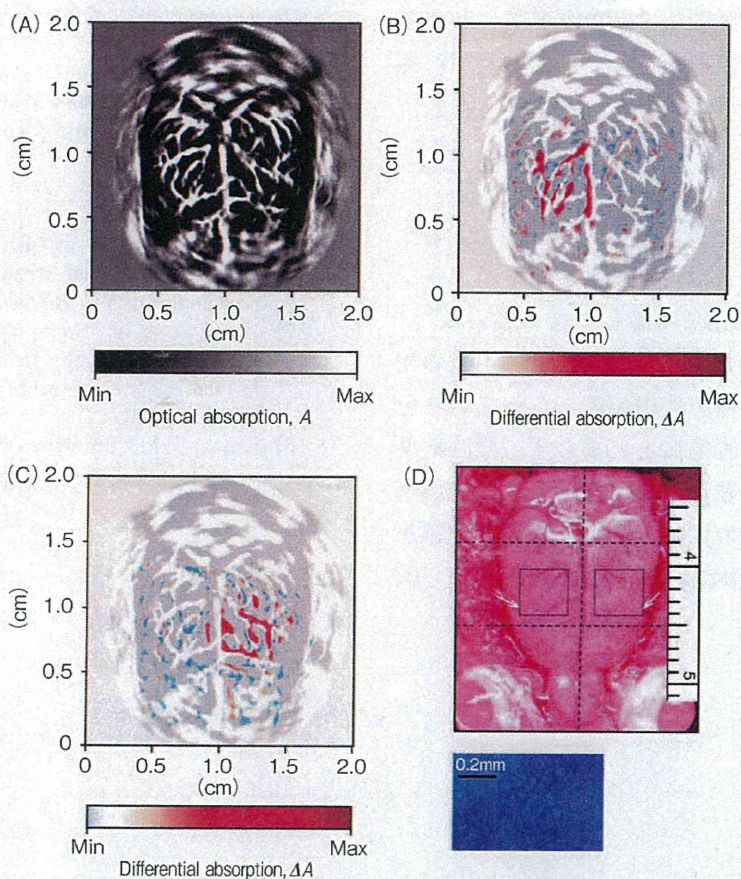 (A)
2.0
1.5
1.0
0.5
0
(cm)
0
0.5
1.0
1.5
2.0
(cm)
Min
Max
Optical absorption, A
(B)
2.0
1.5
1.0
0.5
0
(cm)
0
0.5
1.0
1.5
2.0
(cm)
Min
Max
Differential absorption, ΔA
(C)
2.0
1.5
1.0
0.5
0
(cm)
0
0.5
1.0
1.5
2.0
(cm)
Min
Max
Differential absorption, ΔA
(D)
4
5
0.2mm